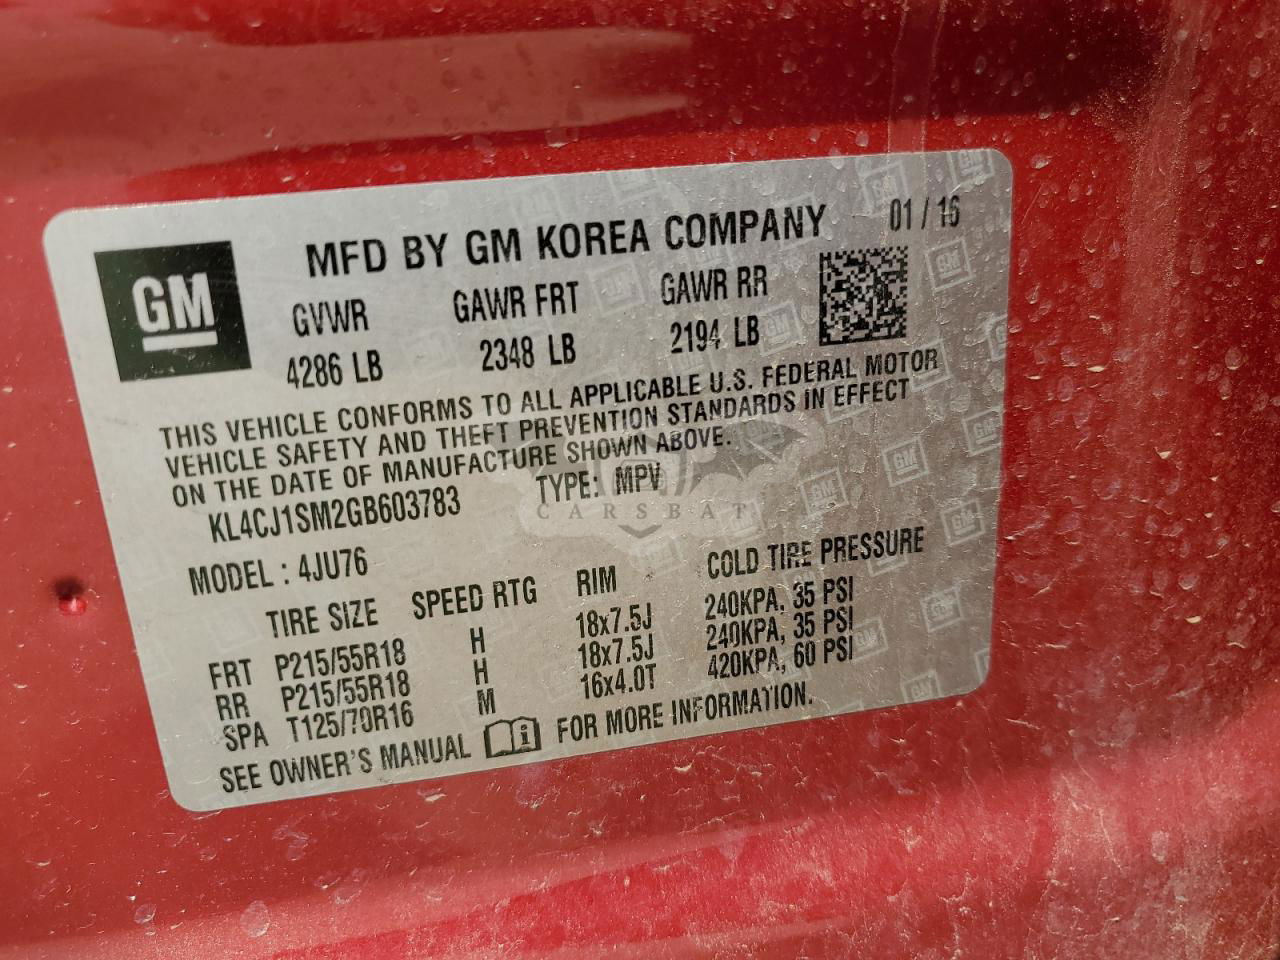 MFD BY GM KOREA COMPANY 01 / 16
GM
GVWR GAWR FRT GAWR RR
4286 LB 2348 LB 2194 LB
THIS VEHICLE CONFORMS TO ALL APPLICABLE U.S. FEDERAL MOTOR
VEHICLE SAFETY AND THEFT PREVENTION STANDARDS IN EFFECT
ON THE DATE OF MANUFACTURE SHOWN ABOVE.
KL4CJ1SM2GB603783 TYPE: MPV
CARSBAT
MODEL : 4JU76
TIRE SIZE SPEED RTG RIM COLD TIRE PRESSURE
FRT P215/55R18 H 18x7.5J 240KPA, 35 PSI
RR P215/55R18 H 18x7.5J 240KPA, 35 PSI
SPA T125/70R16 M 16x4.0T 420KPA, 60 PSI
SEE OWNER'S MANUAL i FOR MORE INFORMATION.